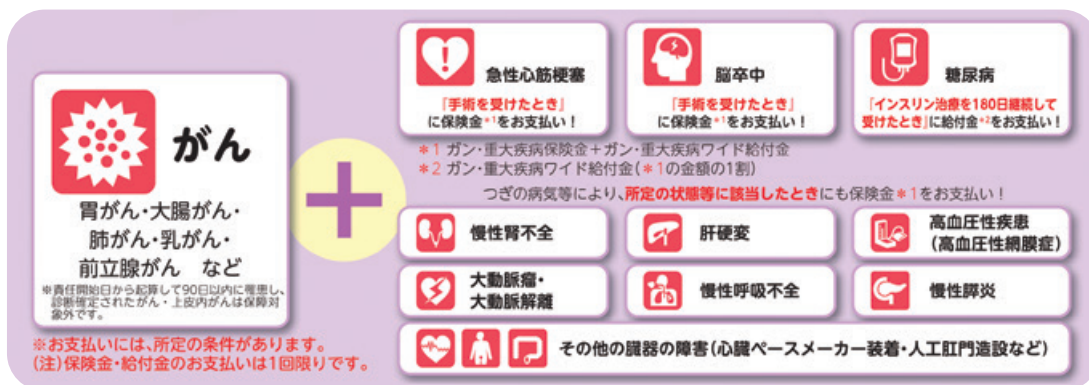 がん
胃がん・大腸がん・
肺がん・乳がん・
前立腺がん など
※責任開始日から起算して90日以内に罹患し、
診断確定されたがん・上皮内がんは保障対
象外です。
※お支払いには、所定の条件があります。
(注)保険金・給付金のお支払いは1回限りです。
+
急性心筋梗塞
『手術を受けたとき』
に保険金*1をお支払い!
脳卒中
『手術を受けたとき』
に保険金*1をお支払い!
糖尿病
『インスリン治療を180日継続して
受けたとき』に給付金*2をお支払い!
*1 ガン・重大疾病保険金+ガン・重大疾病ワイド給付金
*2 ガン・重大疾病ワイド給付金(*1の金額の1割)
つぎの病気等により、所定の状態等に該当したときにも保険金*1をお支払い!
慢性腎不全
肝硬変
高血圧性疾患
(高血圧性網膜症)
大動脈瘤・
大動脈解離
慢性呼吸不全
慢性膵炎
その他の臓器の障害(心臓ペースメーカー装着・人工肛門造設など)